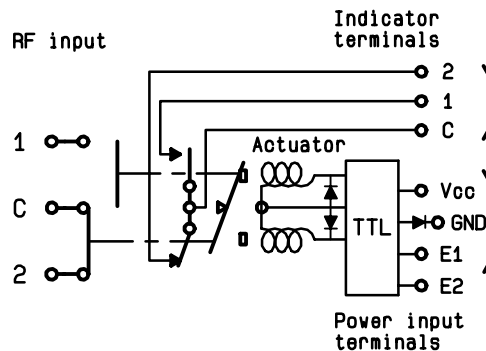 Indicator
terminals
RF input
2
1
C
Actuator
1
C
2
TTL
Vcc
GND
E1
E2
Power input
terminals